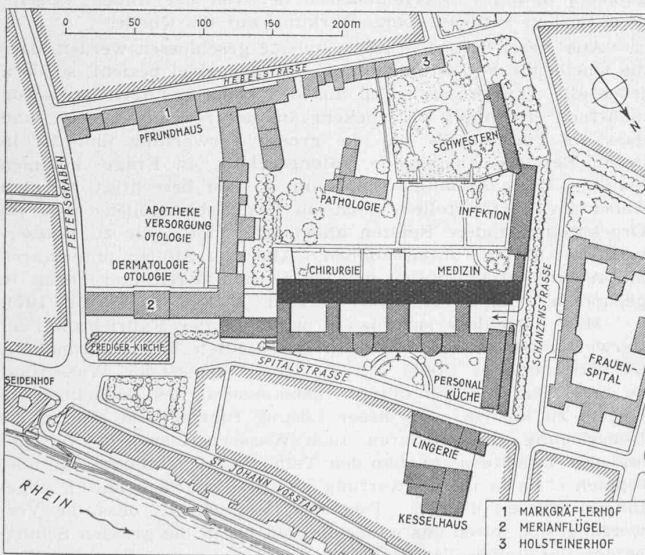 0 50 100 200 M.
HEBELSTRASSE
3
1
PFRUNDHAUS
SCHWESTERN
N
PETERSGRABEN
PATHOLOGIE
INFEKTION
APOTHEKE
VERSORGUNG
OTOLOGIE
DERMATOLOGIE
OTOLOGIE
CHIRURGIE
MEDIZIN
SCHANZENSTRASSE
2
PREDIGER-KIRCHE
SPITALSTRASSE
FRAUEN-
SPITAL
SEIDENHOF
PERSONAL
KÜCHE
LINGERIE
ST. JOHANN VORSTADT
KESSELHAUS
RHEIN
1 MARKGRÄFLERHOF
2 MERIANFLÜGEL
3 HOLSTEINERHOF